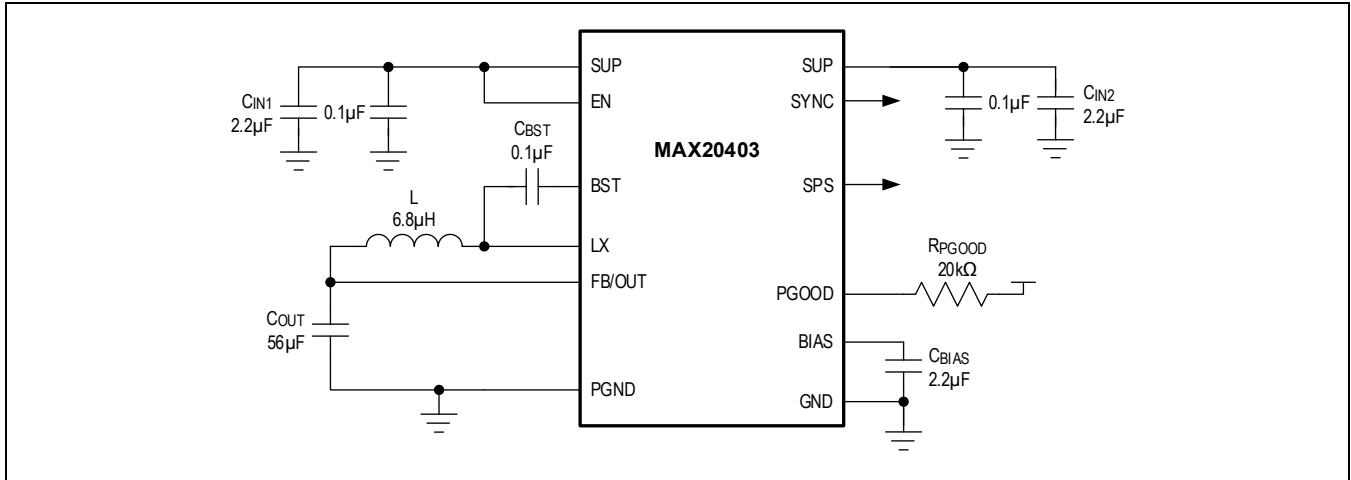 SUP
EN
BST
LX
FB/OUT
PGND
MAX20403
SUP
SYNC
SPS
PGOOD
BIAS
GND
CIN1
2.2µF
0.1µF
CBST
0.1µF
L
6.8µH
COUT
56µF
0.1µF
CIN2
2.2µF
RPGOOD
20kΩ
CBIAS
2.2µF